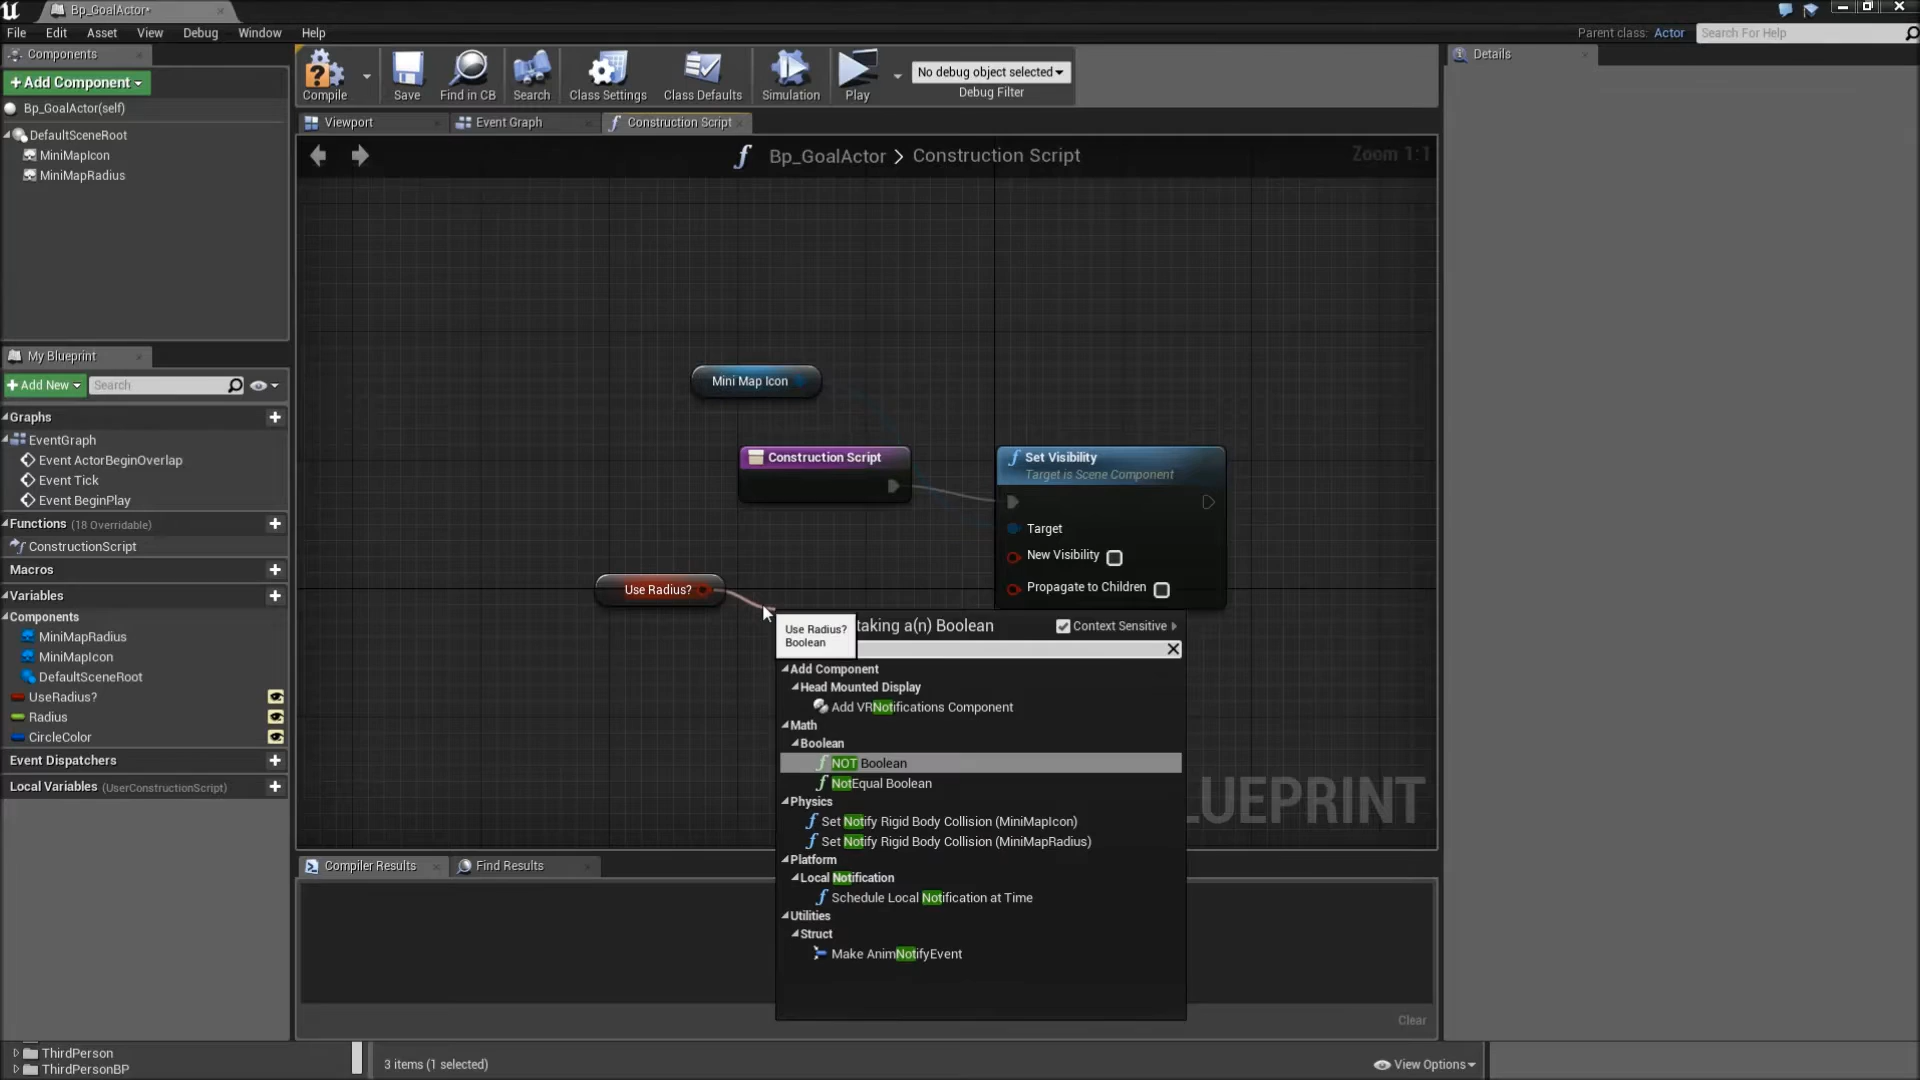 Bp_GoalActor*
File Edit Asset View Debug Window Help
Parent class: Actor
Search For Help
Components
+Add Component
Bp_GoalActor(self)
DefaultSceneRoot
MiniMapIcon
MiniMapRadius
Compile
Save
Find in CB
Search
Class Settings
Class Defaults
Simulation
Play
No debug object selected
Debug Filter
Details
Viewport
Event Graph
Construction Script
Bp_GoalActor > Construction Script
Zoom 1:1
My Blueprint
+Add New
Search
Graphs
EventGraph
Event ActorBeginOverlap
Event Tick
Event BeginPlay
Functions (18 Overridable)
ConstructionScript
Macros
Variables
Components
MiniMapRadius
MiniMapIcon
DefaultSceneRoot
UseRadius?
Radius
CircleColor
Event Dispatchers
Local Variables (UserConstructionScript)
Mini Map Icon
Construction Script
Set Visibility
Target is Scene Component
Target
New Visibility
Propagate to Children
Use Radius?
Use Radius?
Boolean
taking a(n) Boolean
Context Sensitive
Add Component
Head Mounted Display
Add VRNotifications Component
Math
Boolean
NOT Boolean
NotEqual Boolean
Physics
Set Notify Rigid Body Collision (MiniMapIcon)
Set Notify Rigid Body Collision (MiniMapRadius)
Platform
Local Notification
Schedule Local Notification at Time
Utilities
Struct
Make AnimNotifyEvent
LUEPRINT
Compiler Results
Find Results
Clear
ThirdPerson
ThirdPersonBP
3 items (1 selected)
View Options